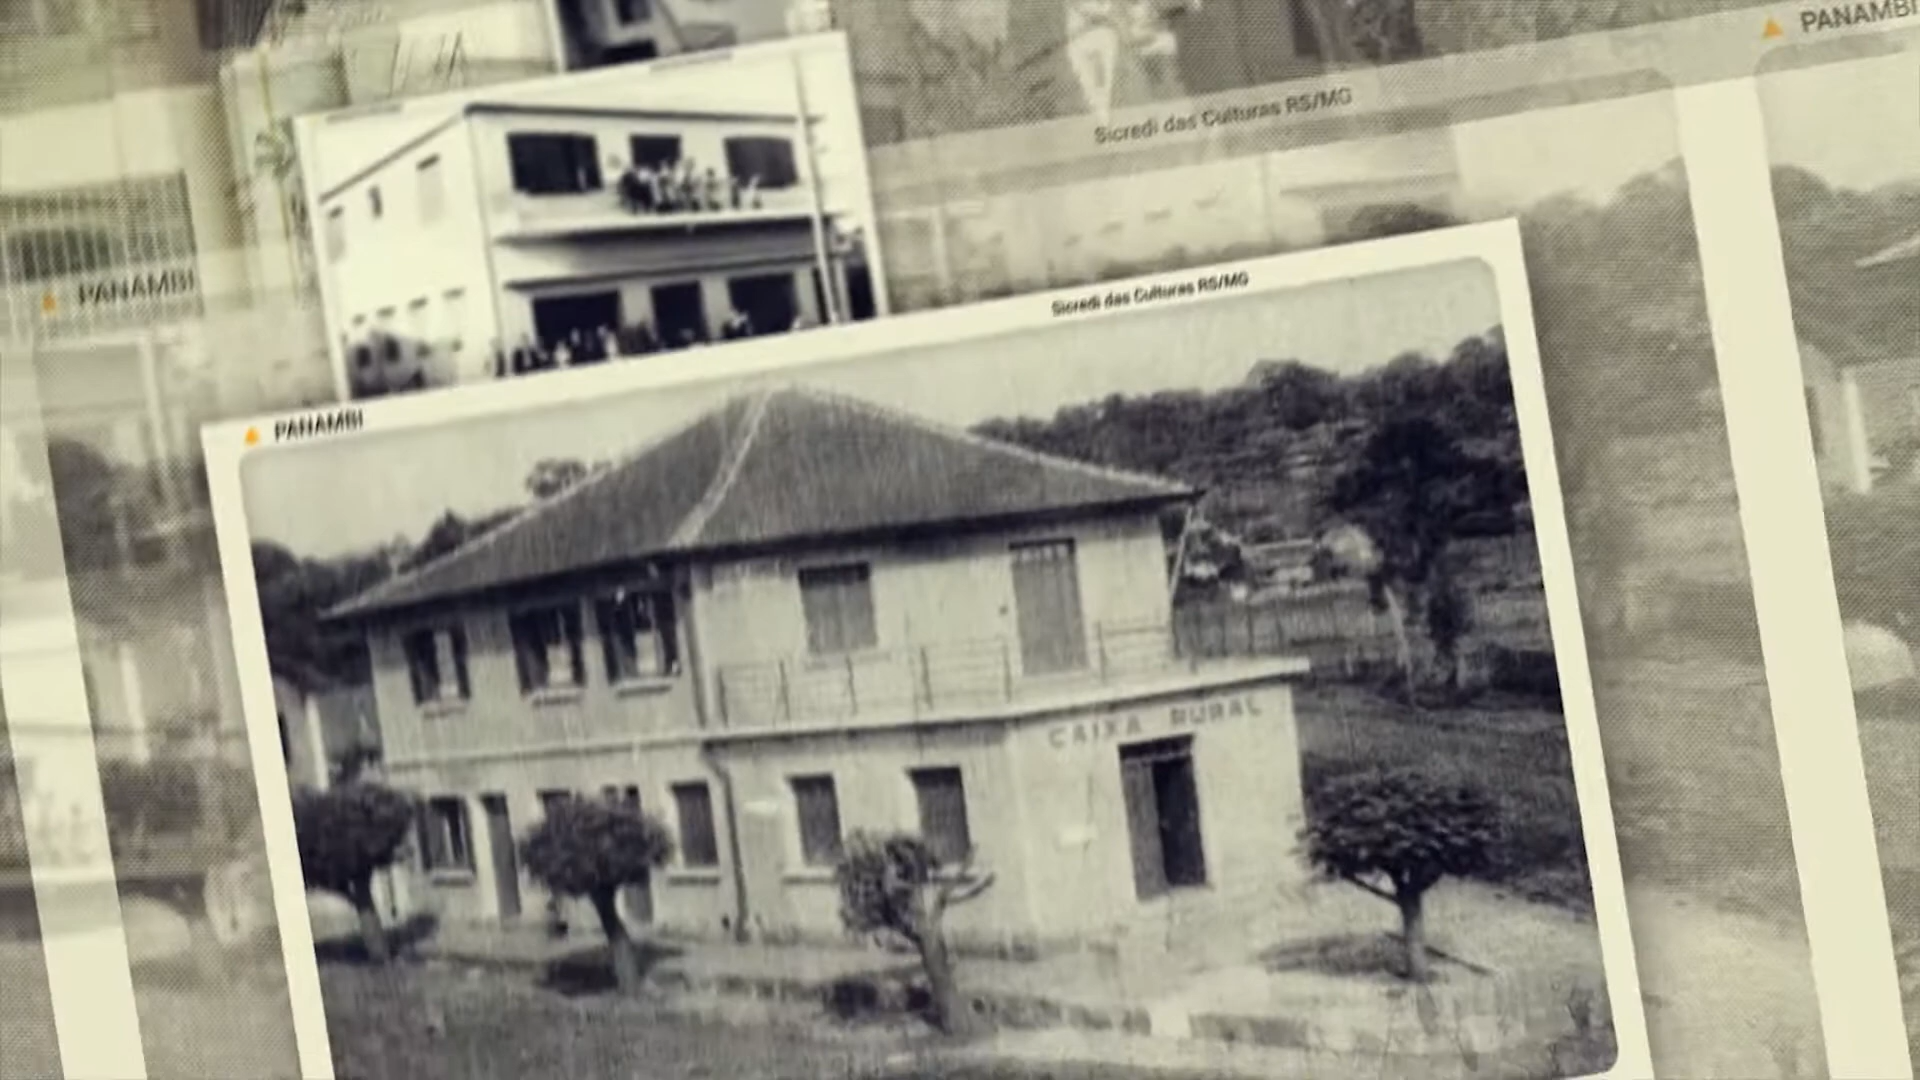 PANAMBI
Sicredi das Culturas RS/MG
PANAMBI
Sicredi das Culturas RS/MG
PANAMBI
CAIXA RURAL